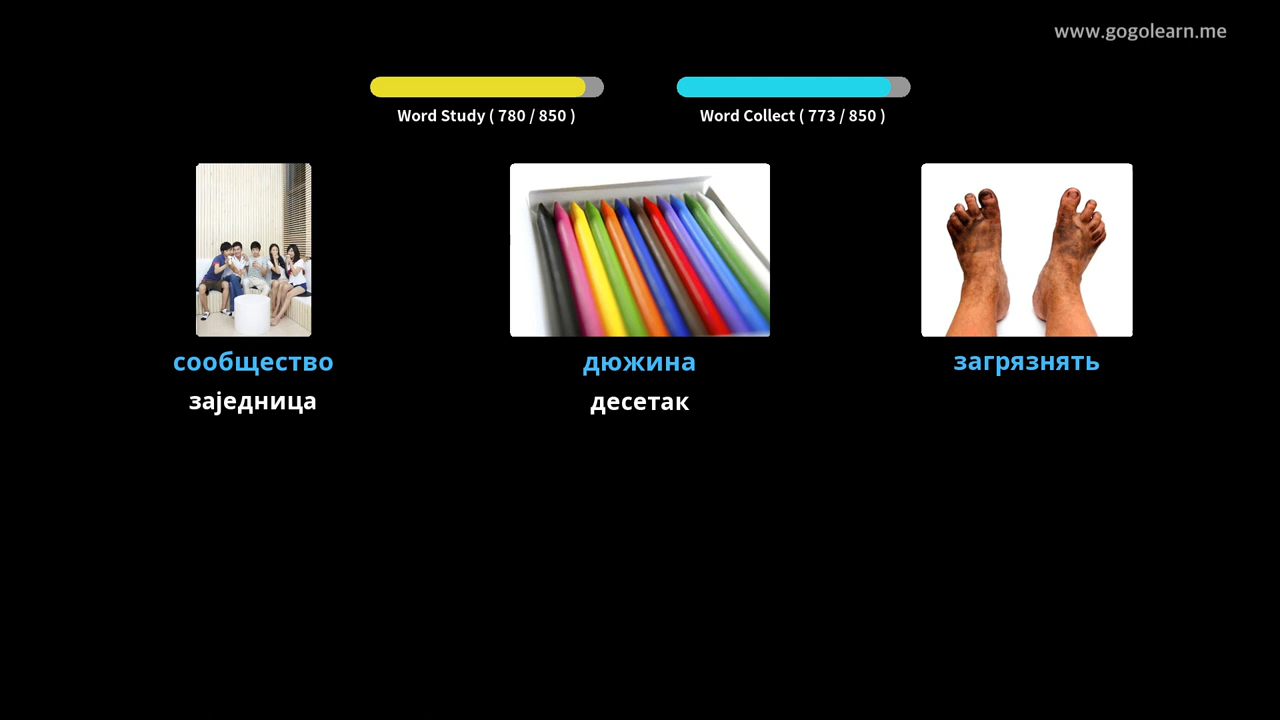 www.gogolearn.me
Word Study ( 780 / 850 )
Word Collect ( 773 / 850 )
сообщество
заједница
дюжина
десетак
загрязнять